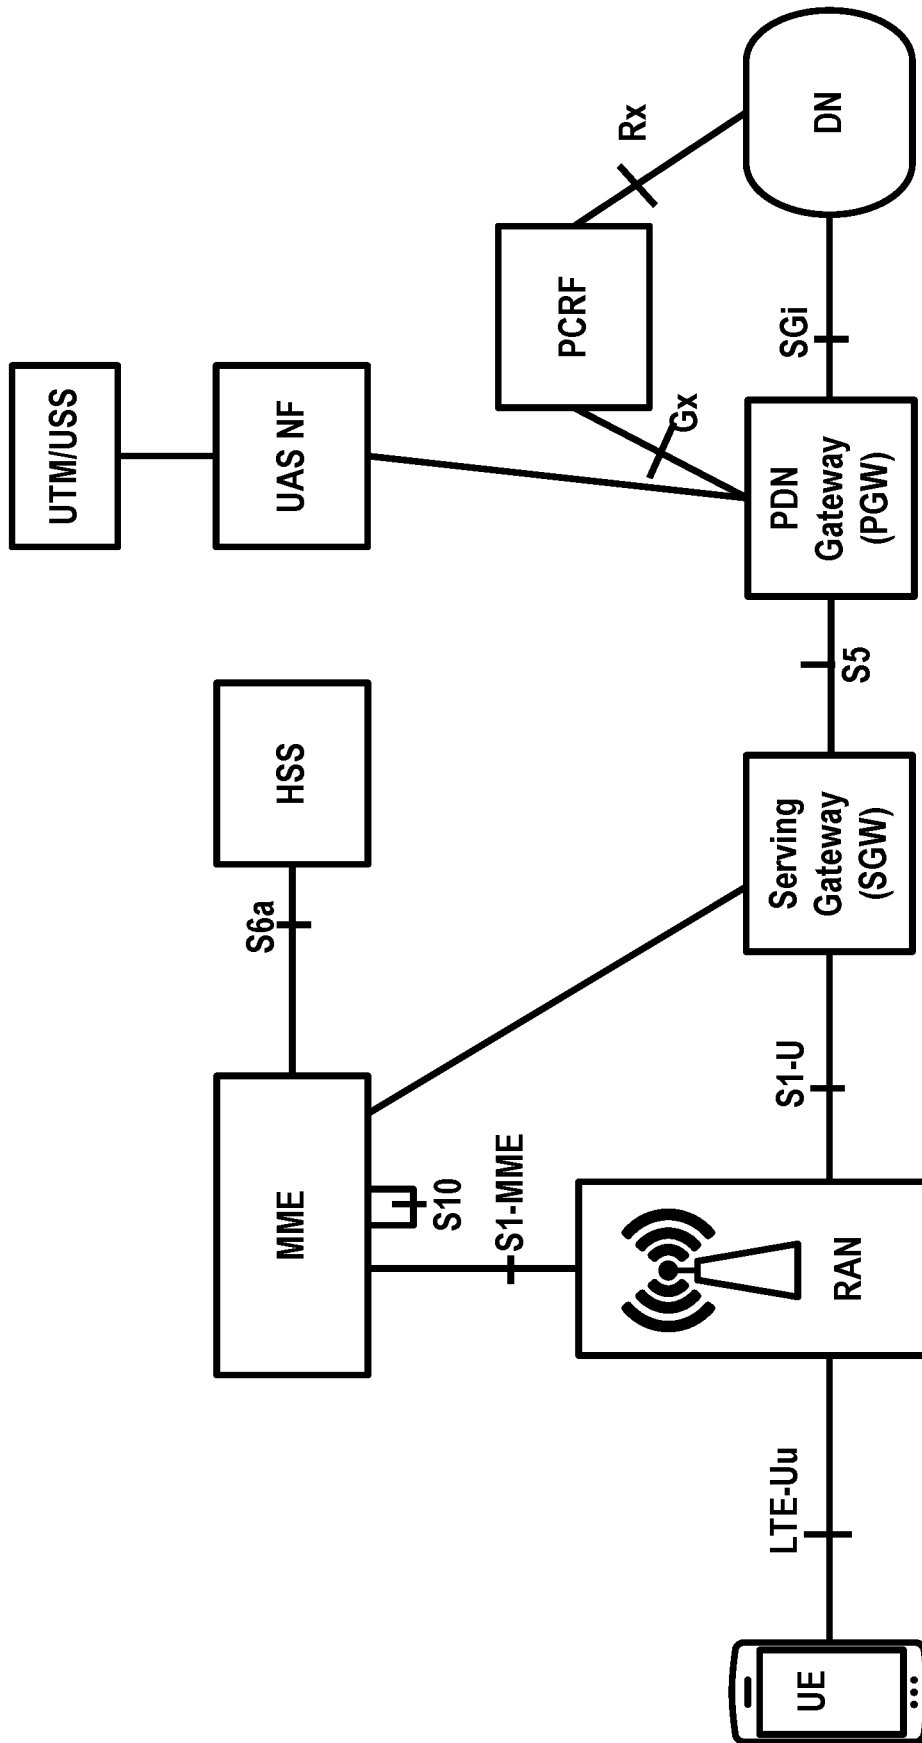 UTM/USS
UAS NF
HSS
S6a
MME
S10
S1-MME
PCRF
Rx
Gx
UE
LTE-Uu
RAN
S1-U
Serving
Gateway
(SGW)
S5
PDN
Gateway
(PGW)
SGi
DN